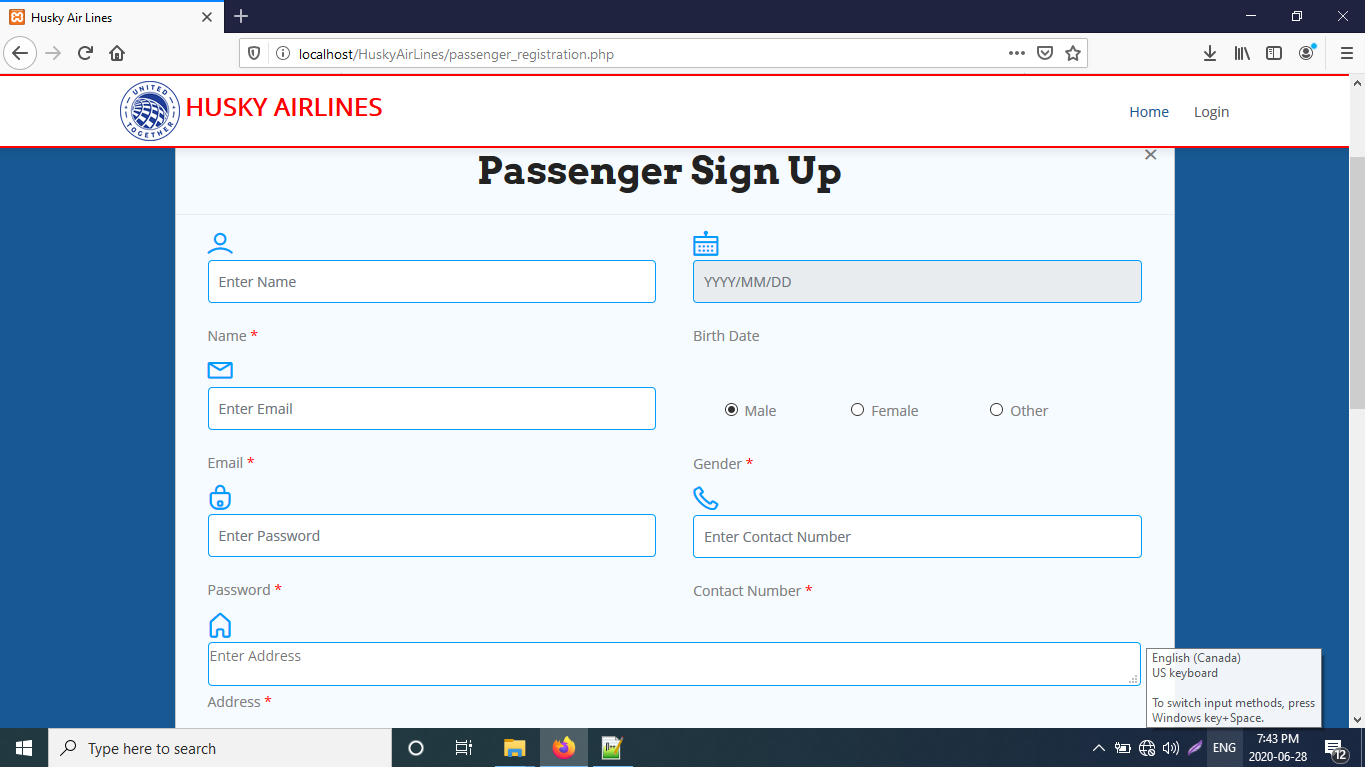 Husky Air Lines
localhost/HuskyAirLines/passenger_registration.php
UNITED TOGETHER
HUSKY AIRLINES
Home
Login
Passenger Sign Up
Enter Name
YYYY/MM/DD
Name *
Birth Date
Enter Email
Male
Female
Other
Email *
Gender *
Enter Password
Enter Contact Number
Password *
Contact Number *
Enter Address
Address *
English (Canada)
US keyboard
To switch input methods, press
Windows key+Space.
Type here to search
ENG
7:43 PM
2020-06-28
12